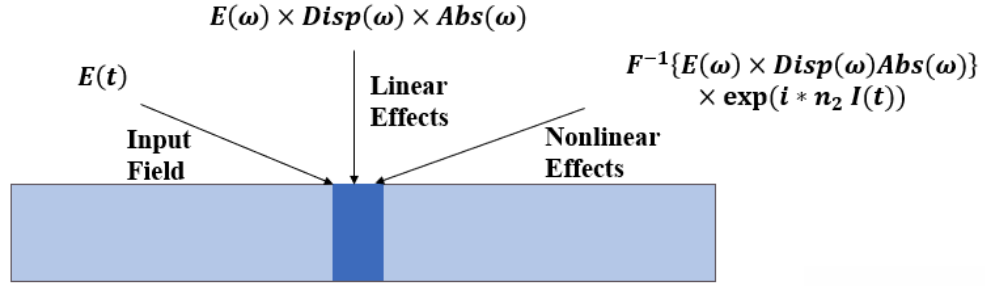 E(ω) × Disp(ω) × Abs(ω)
E(t)
F⁻¹{E(ω) × Disp(ω)Abs(ω)}
× exp(i * n₂ I(t))
Linear
Effects
Input
Field
Nonlinear
Effects